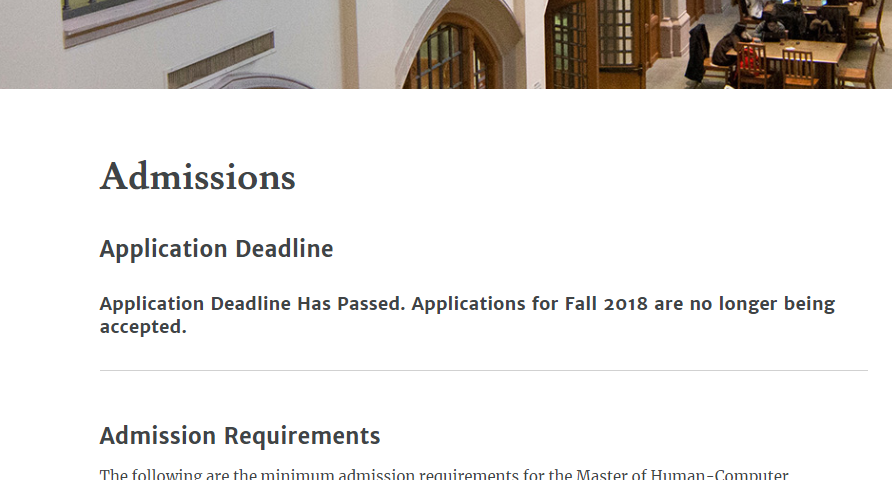 Admissions
Application Deadline
Application Deadline Has Passed. Applications for Fall 2018 are no longer being
accepted.
Admission Requirements
The following are the minimum admission requirements for the Master of Human-Computer